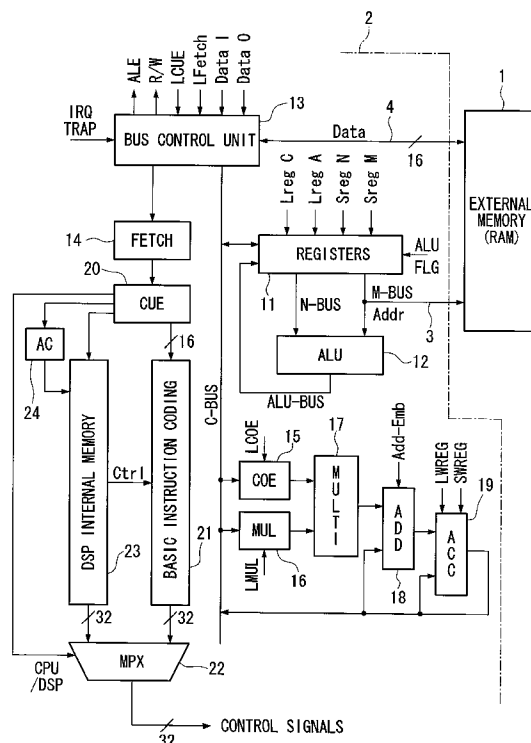 2
1
ALE
R/W
LCUE
LFetch
Data I
Data O
13
IRQ
TRAP
BUS CONTROL UNIT
Data
4
16
EXTERNAL
MEMORY
(RAM)
Lreg C
Lreg A
Sreg N
Sreg M
14
FETCH
REGISTERS
ALU
FLG
11
20
CUE
N-BUS
M-BUS
Addr
3
16
AC
24
ALU
12
ALU-BUS
C-BUS
17
LCOE
15
COE
MULTI
Add-Emb
LWREG
SWREG
19
Ctrl
DSP INTERNAL MEMORY
BASIC INSTRUCTION CODING
MUL
ADD
ACC
23
21
LMUL
16
18
32
32
CPU
/DSP
MPX
22
32
CONTROL SIGNALS